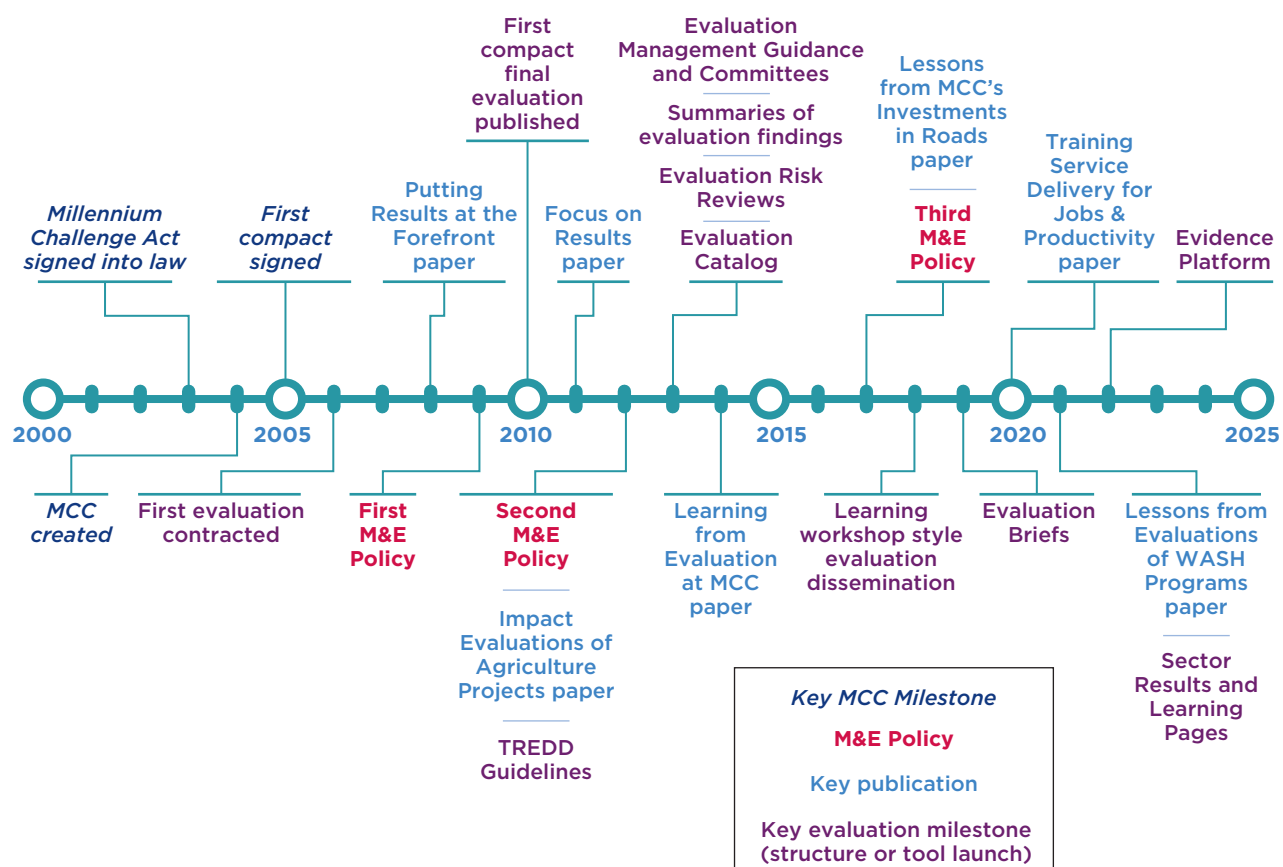 First
compact
final
evaluation
published
Evaluation
Management Guidance
and Committees
Summaries of
evaluation findings
Evaluation Risk
Reviews
Evaluation
Catalog
Lessons
from MCC's
Investments
in Roads
paper
Third
M&E
Policy
Training
Service
Delivery for
Jobs &
Productivity
paper
Evidence
Platform
Millennium
Challenge Act
signed into law
First
compact
signed
Putting
Results at the
Forefront
paper
Focus on
Results
paper
2000
2005
2010
2015
2020
2025
MCC
created
First evaluation
contracted
First
M&E
Policy
Second
M&E
Policy
Impact
Evaluations of
Agriculture
Projects paper
TREDD
Guidelines
Learning
from
Evaluation
at MCC
paper
Learning
workshop style
evaluation
dissemination
Evaluation
Briefs
Lessons from
Evaluations
of WASH
Programs
paper
Sector
Results and
Learning
Pages
Key MCC Milestone
M&E Policy
Key publication
Key evaluation milestone
(structure or tool launch)